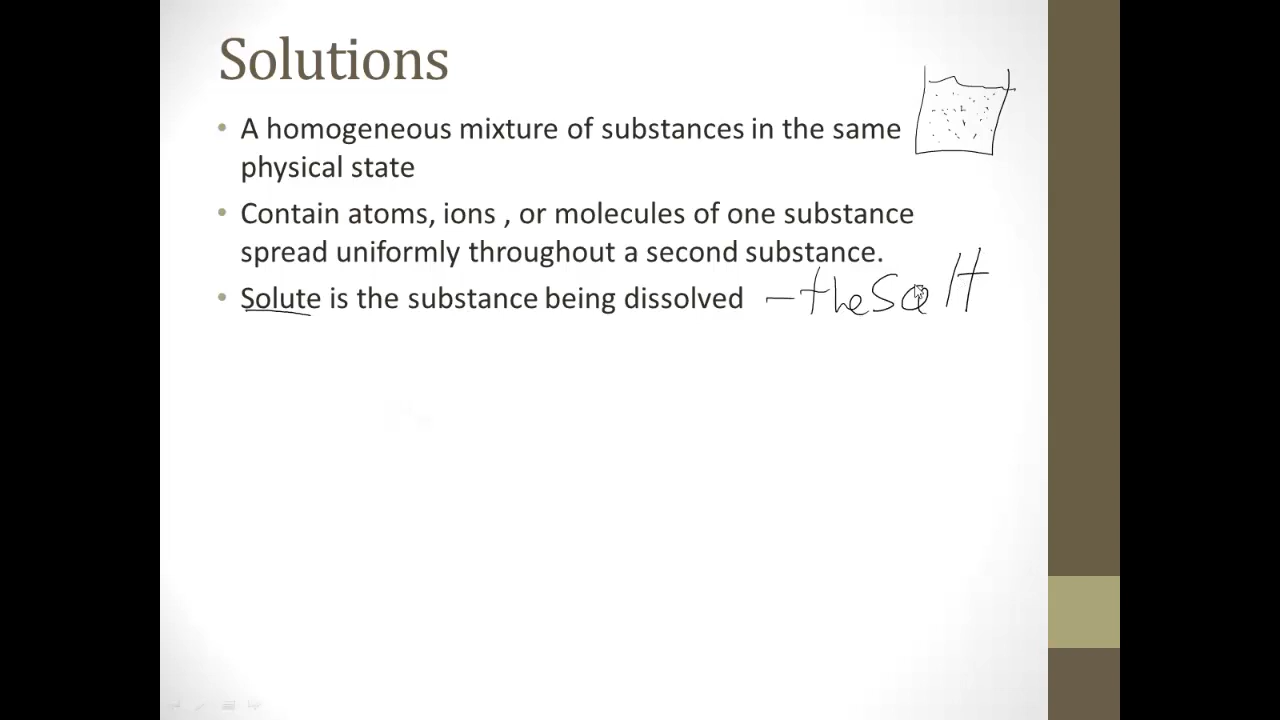 Solutions
• A homogeneous mixture of substances in the same
physical state
• Contain atoms, ions , or molecules of one substance
spread uniformly throughout a second substance.
• Solute is the substance being dissolved – the salt